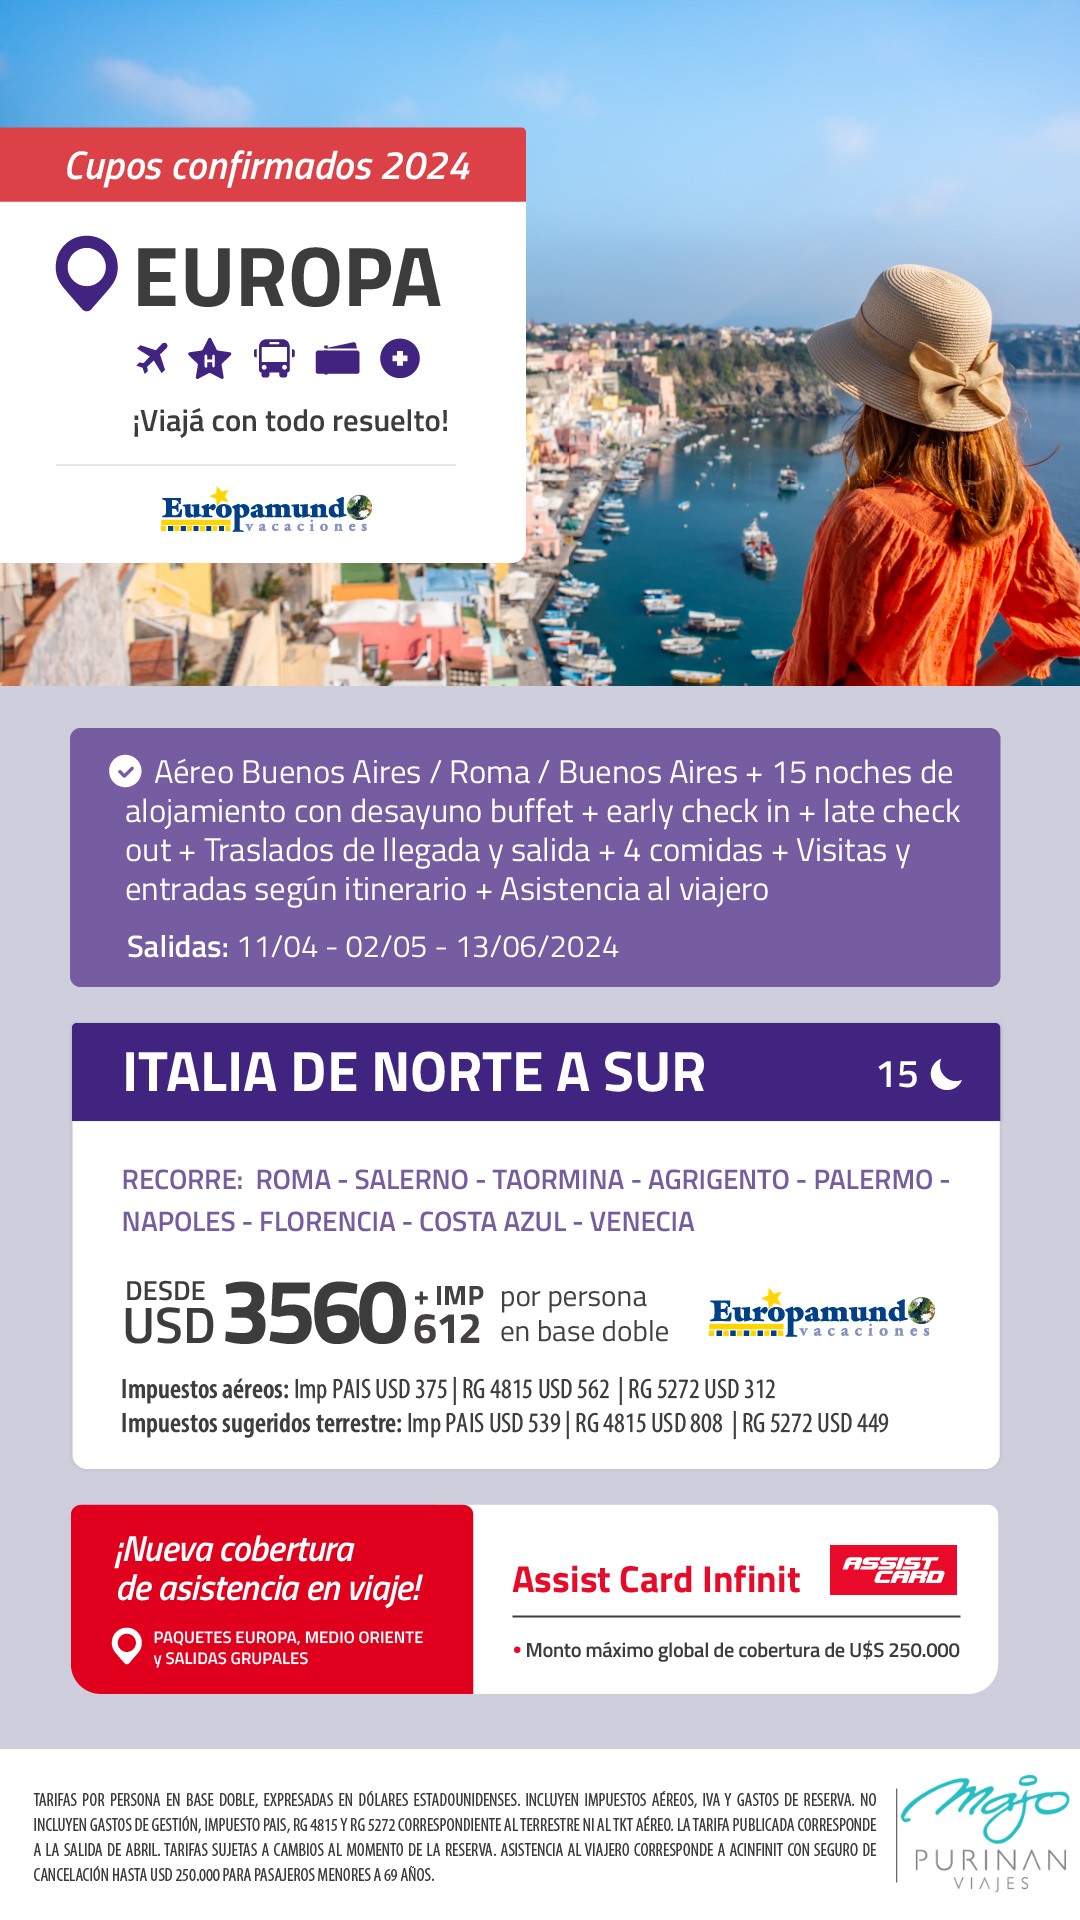 Cupos confirmados 2024
EUROPA
H
¡Viajá con todo resuelto!
Europamundo
vacaciones
Aéreo Buenos Aires / Roma / Buenos Aires + 15 noches de
alojamiento con desayuno buffet + early check in + late check
out + Traslados de llegada y salida + 4 comidas + Visitas y
entradas según itinerario + Asistencia al viajero
Salidas: 11/04 - 02/05 - 13/06/2024
ITALIA DE NORTE A SUR 15
RECORRE: ROMA - SALERNO - TAORMINA - AGRIGENTO - PALERMO -
NAPOLES - FLORENCIA - COSTA AZUL - VENECIA
DESDE
USD 3560 + IMP 612 por persona
en base doble
Europamundo
vacaciones
Impuestos aéreos: Imp PAIS USD 375 | RG 4815 USD 562 | RG 5272 USD 312
Impuestos sugeridos terrestre: Imp PAIS USD 539 | RG 4815 USD 808 | RG 5272 USD 449
¡Nueva cobertura
de asistencia en viaje!
PAQUETES EUROPA, MEDIO ORIENTE
y SALIDAS GRUPALES
Assist Card Infinit
ASSIST
CARD
• Monto máximo global de cobertura de U$S 250.000
TARIFAS POR PERSONA EN BASE DOBLE, EXPRESADAS EN DÓLARES ESTADOUNIDENSES. INCLUYEN IMPUESTOS AÉREOS, IVA Y GASTOS DE RESERVA. NO
INCLUYEN GASTOS DE GESTIÓN, IMPUESTO PAIS, RG 4815 Y RG 5272 CORRESPONDIENTE AL TERRESTRE NI AL TKT AÉREO. LA TARIFA PUBLICADA CORRESPONDE
A LA SALIDA DE ABRIL. TARIFAS SUJETAS A CAMBIOS AL MOMENTO DE LA RESERVA. ASISTENCIA AL VIAJERO CORRESPONDE A ACINFINIT CON SEGURO DE
CANCELACIÓN HASTA USD 250.000 PARA PASAJEROS MENORES A 69 AÑOS.
Majo
PURINAN
VIAJES